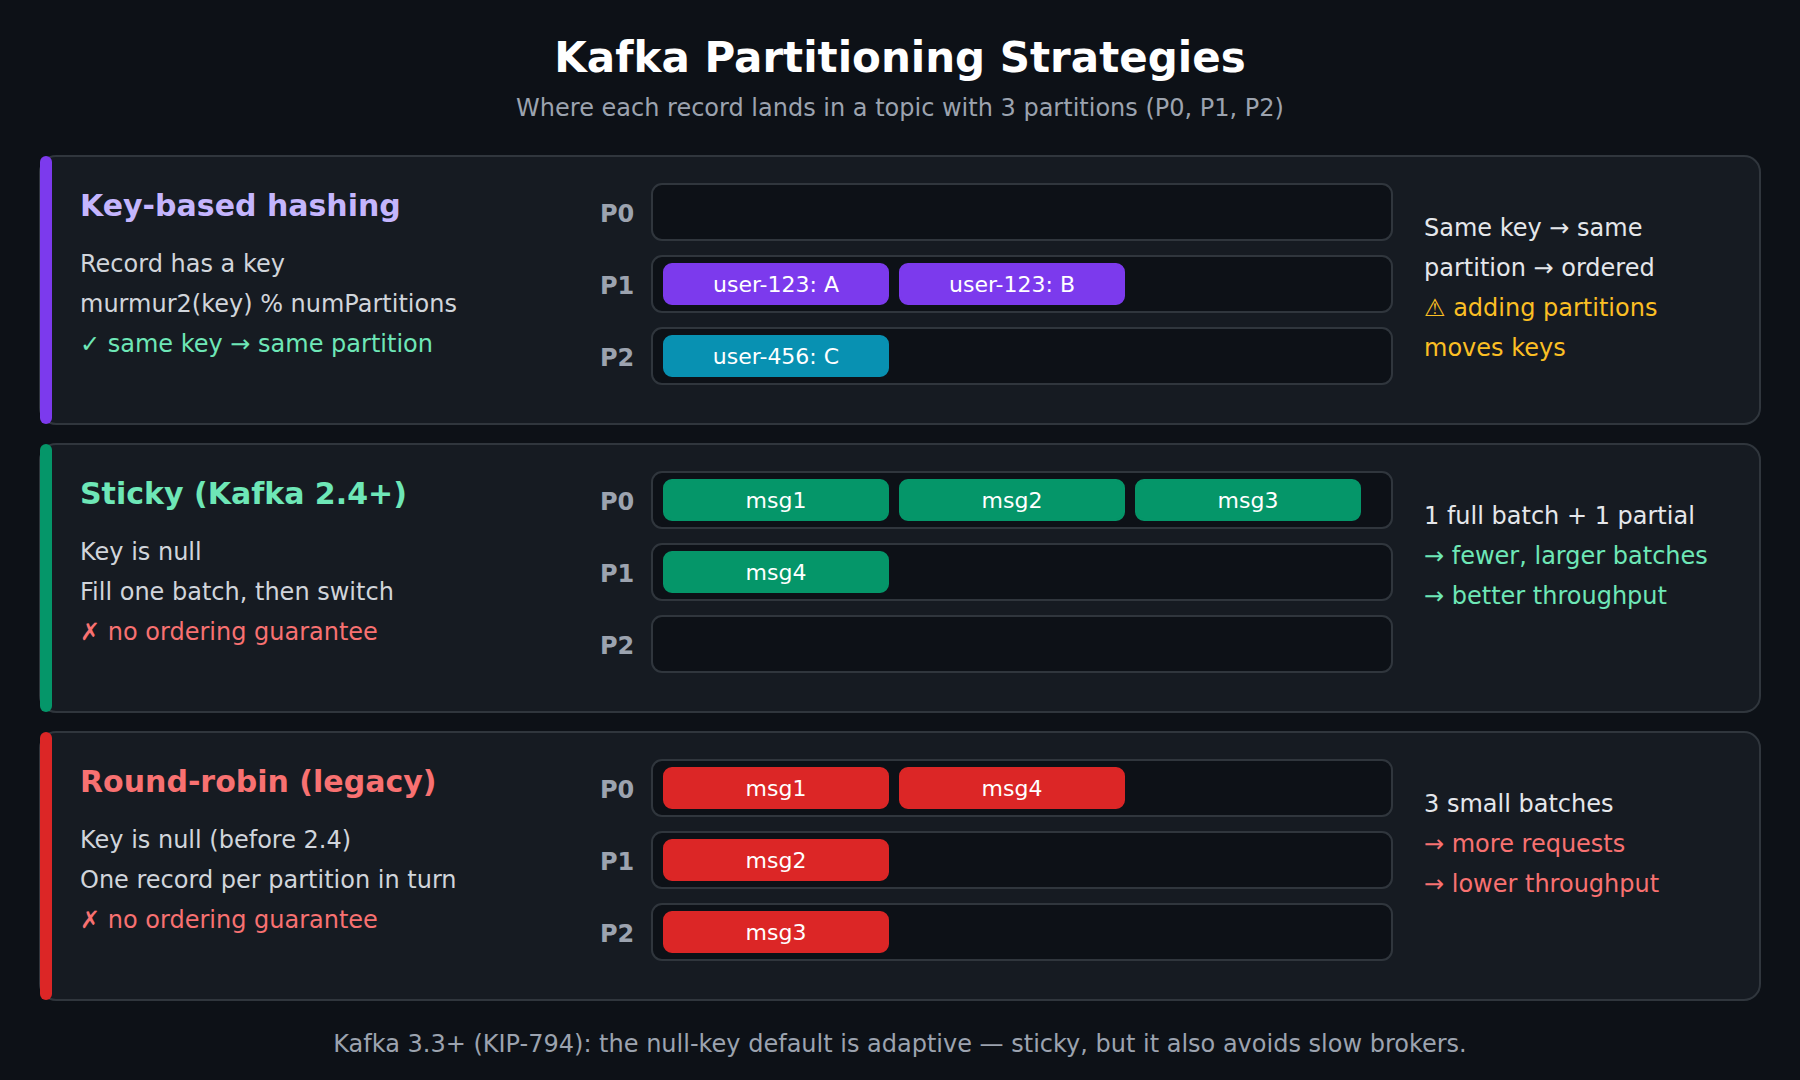 Kafka Partitioning Strategies
Where each record lands in a topic with 3 partitions (P0, P1, P2)
Key-based hashing
Record has a key
murmur2(key) % numPartitions
✓ same key → same partition
P0
P1
user-123: A
user-123: B
P2
user-456: C
Same key → same
partition → ordered
⚠ adding partitions
moves keys
Sticky (Kafka 2.4+)
Key is null
Fill one batch, then switch
✗ no ordering guarantee
P0
msg1
msg2
msg3
P1
msg4
P2
1 full batch + 1 partial
→ fewer, larger batches
→ better throughput
Round-robin (legacy)
Key is null (before 2.4)
One record per partition in turn
✗ no ordering guarantee
P0
msg1
msg4
P1
msg2
P2
msg3
3 small batches
→ more requests
→ lower throughput
Kafka 3.3+ (KIP-794): the null-key default is adaptive — sticky, but it also avoids slow brokers.